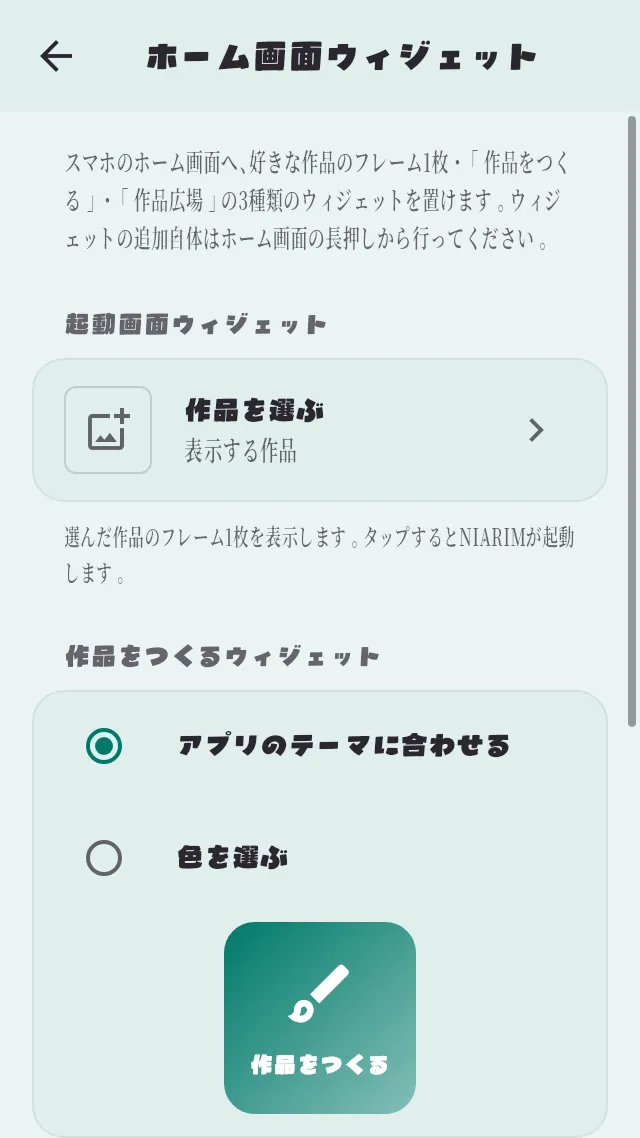 ホーム画面ウィジェット
スマホのホーム画面へ、好きな作品のフレーム1枚・「作品をつく
る」・「作品広場」の3種類のウィジェットを置けます。ウィジ
ェットの追加自体はホーム画面の長押しから行ってください。
起動画面ウィジェット
作品を選ぶ
表示する作品
選んだ作品のフレーム1枚を表示します。タップするとNIARIMが起動
します。
作品をつくるウィジェット
アプリのテーマに合わせる
色を選ぶ
作品をつくる